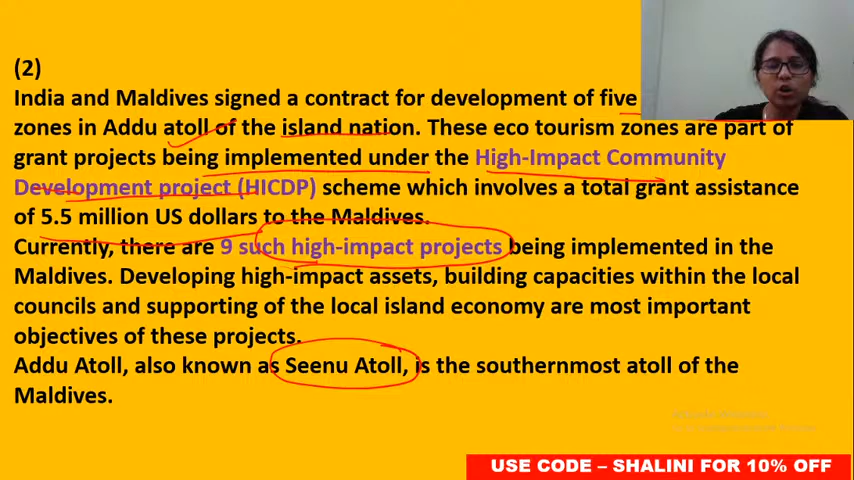 (2)
India and Maldives signed a contract for development of five
zones in Addu atoll of the island nation. These eco tourism zones are part of
grant projects being implemented under the High-Impact Community
Development project (HICDP) scheme which involves a total grant assistance
of 5.5 million US dollars to the Maldives.
Currently, there are 9 such high-impact projects being implemented in the
Maldives. Developing high-impact assets, building capacities within the local
councils and supporting of the local island economy are most important
objectives of these projects.
Addu Atoll, also known as Seenu Atoll, is the southernmost atoll of the
Maldives.
USE CODE – SHALINI FOR 10% OFF